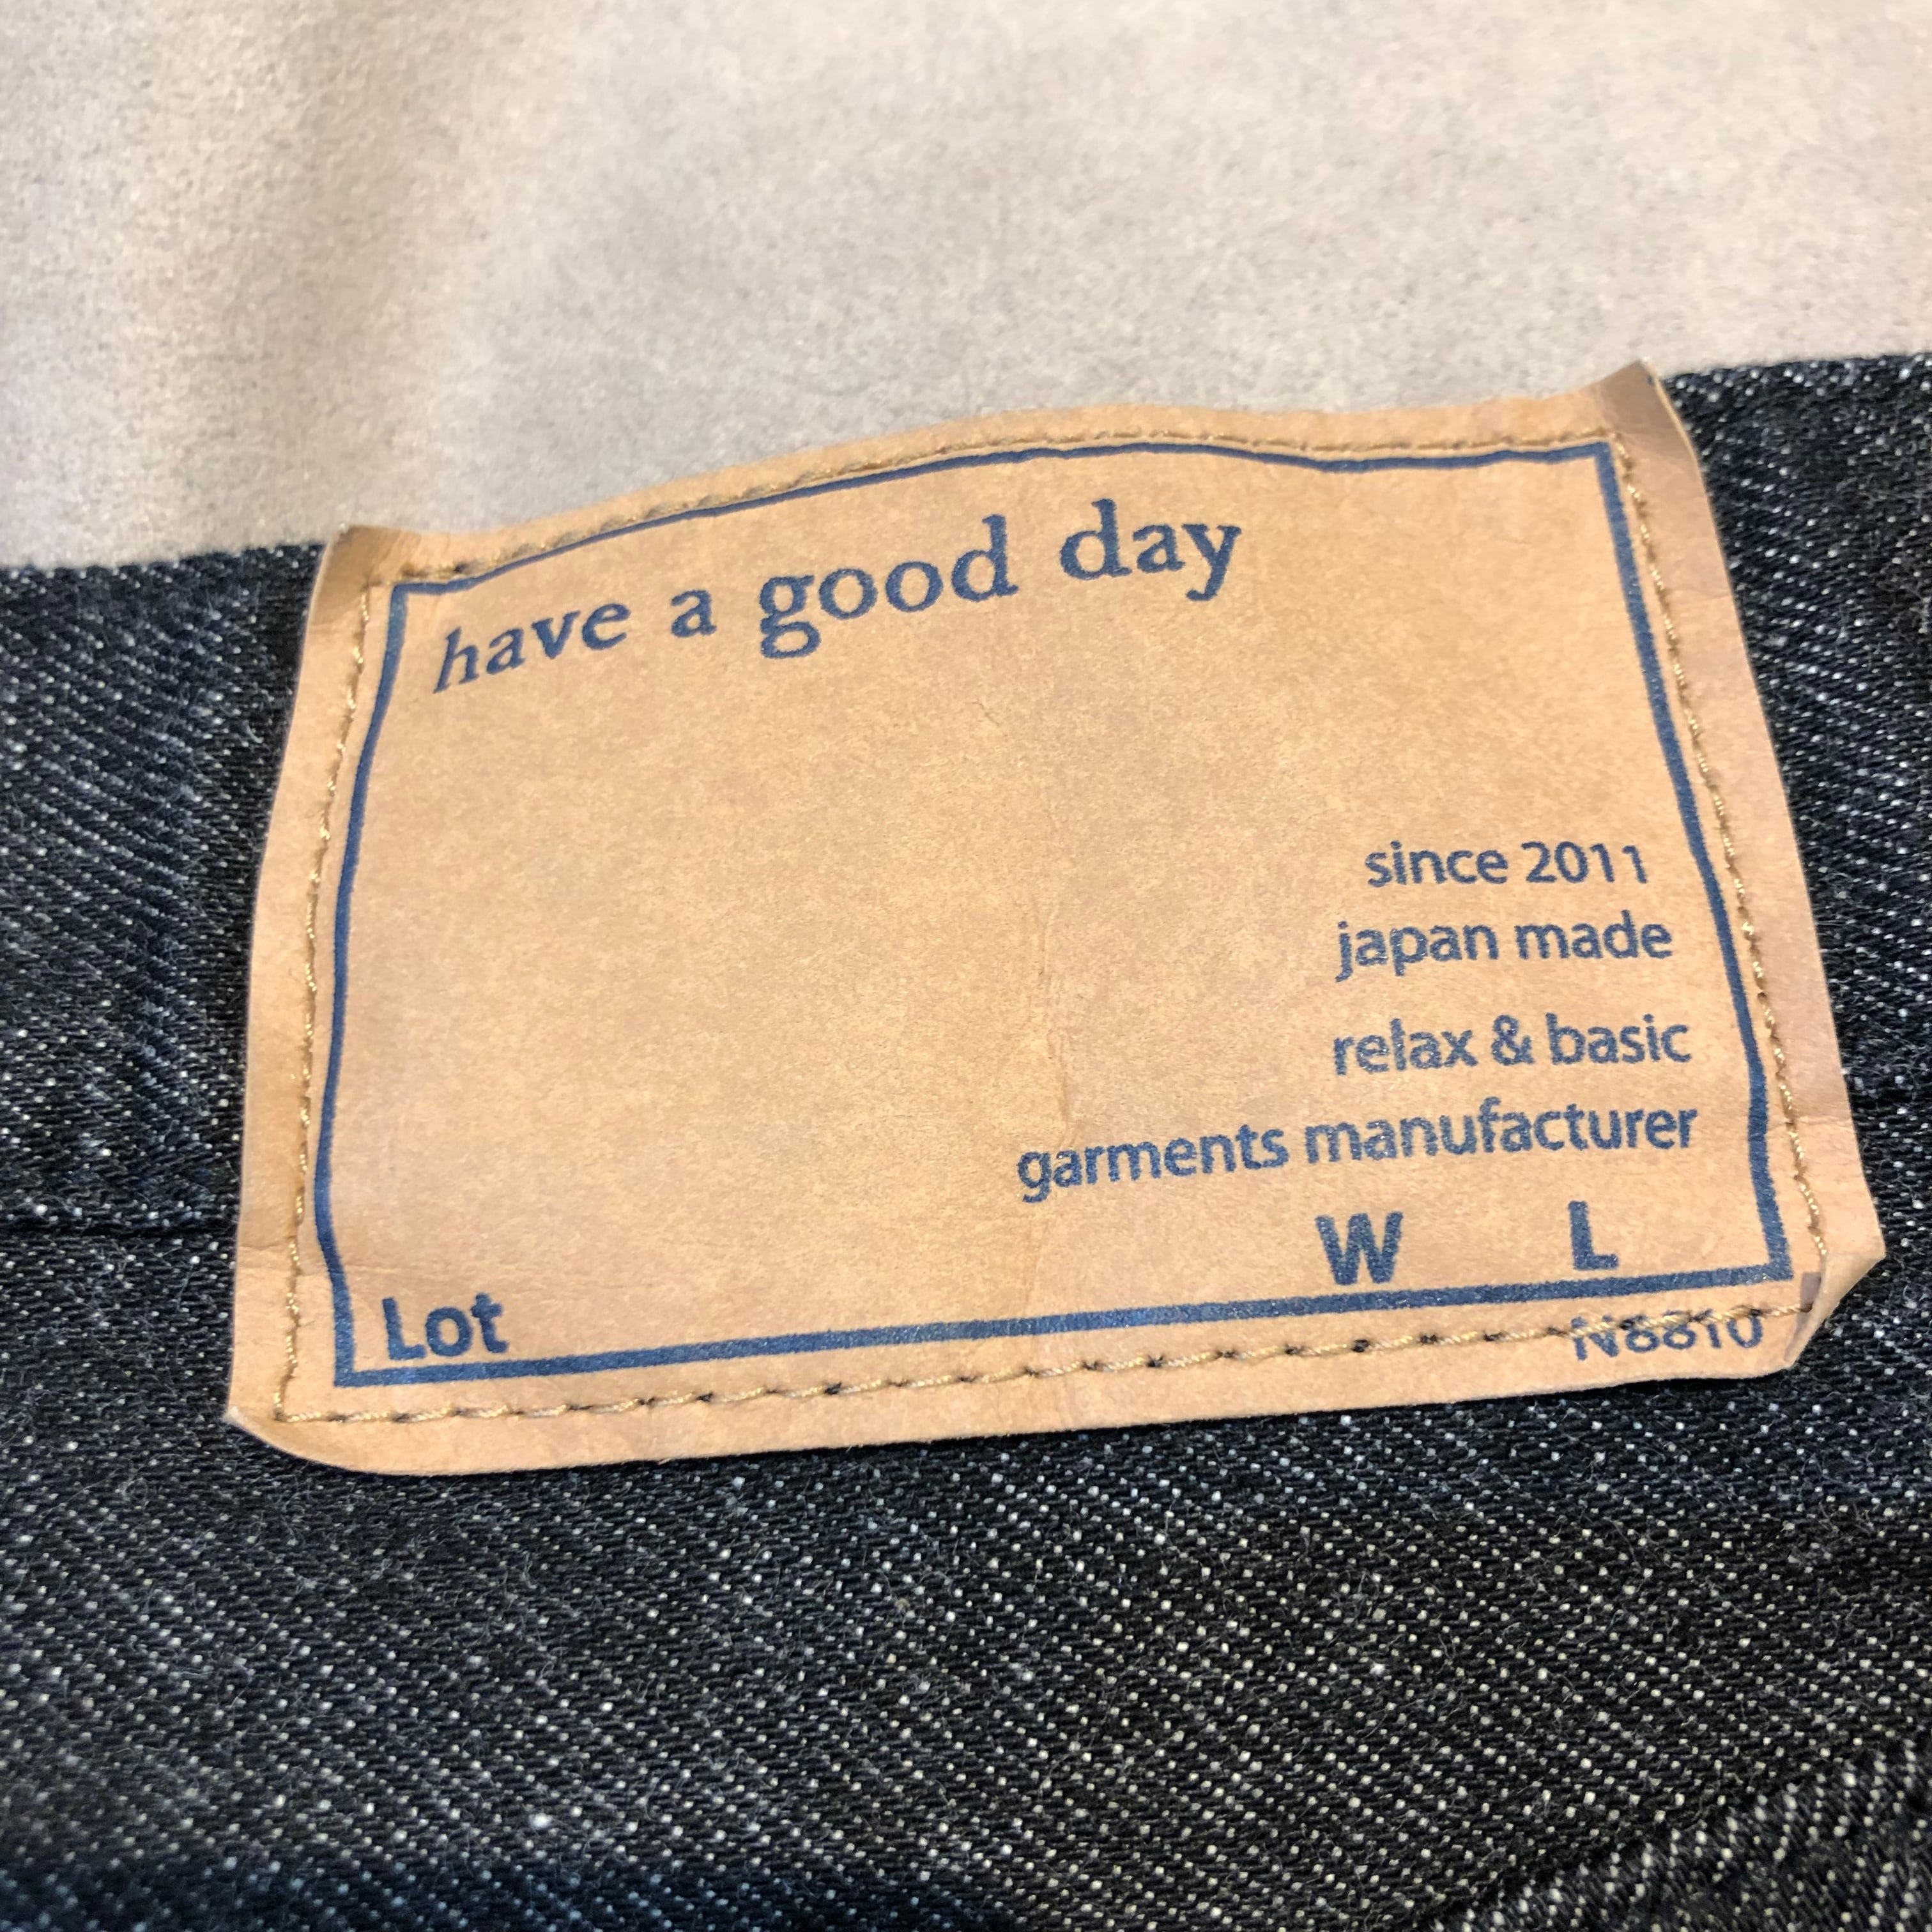 have a good day
since 2011
japan made
relax & basic
garments manufacturer
W L
Lot
N8810